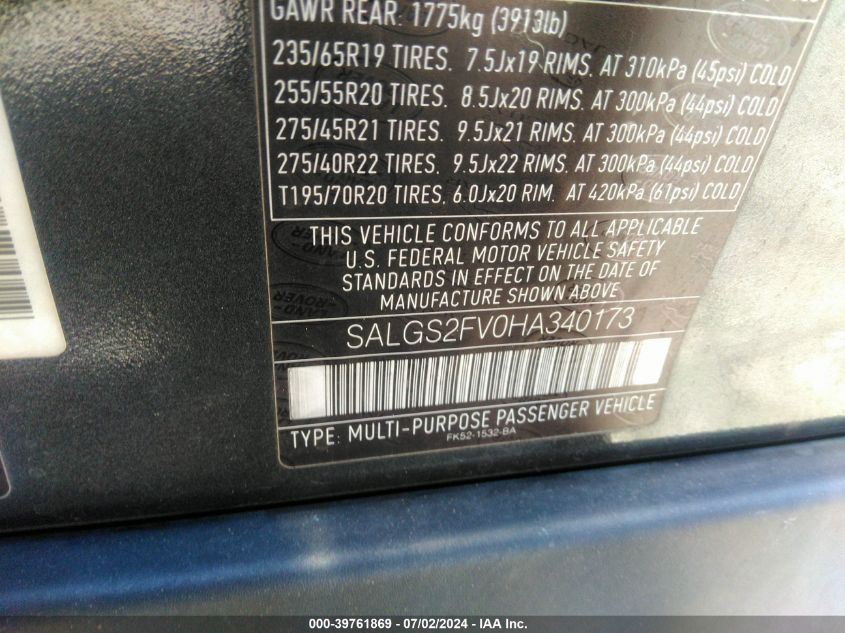 GAWR REAR: 1775kg (3913lb)
235/65R19 TIRES. 7.5Jx19 RIMS. AT 310kPa (45psi) COLD
255/55R20 TIRES. 8.5Jx20 RIMS. AT 300kPa (44psi) COLD
275/45R21 TIRES. 9.5Jx21 RIMS. AT 300kPa (44psi) COLD
275/40R22 TIRES. 9.5Jx22 RIMS. AT 300kPa (44psi) COLD
T195/70R20 TIRES, 6.0Jx20 RIM. AT 420kPa (61psi) COLD
THIS VEHICLE CONFORMS TO ALL APPLICABLE
U.S. FEDERAL MOTOR VEHICLE SAFETY
STANDARDS IN EFFECT ON THE DATE OF
MANUFACTURE SHOWN ABOVE
SALGS2FV0HA340173
TYPE: MULTI-PURPOSE PASSENGER VEHICLE
FK52-1532-BA
000-39761869 - 07/02/2024 - IAA Inc.